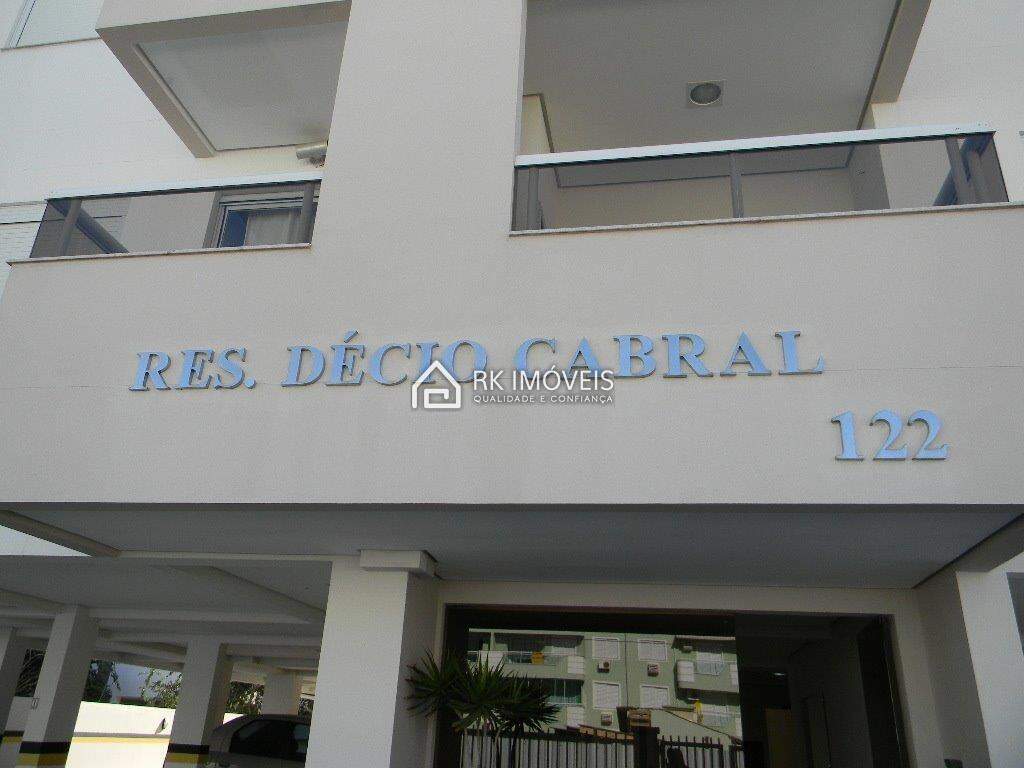 RES. DÉCIO CABRAL
RK IMÓVEIS
QUALIDADE E CONFIANÇA
122